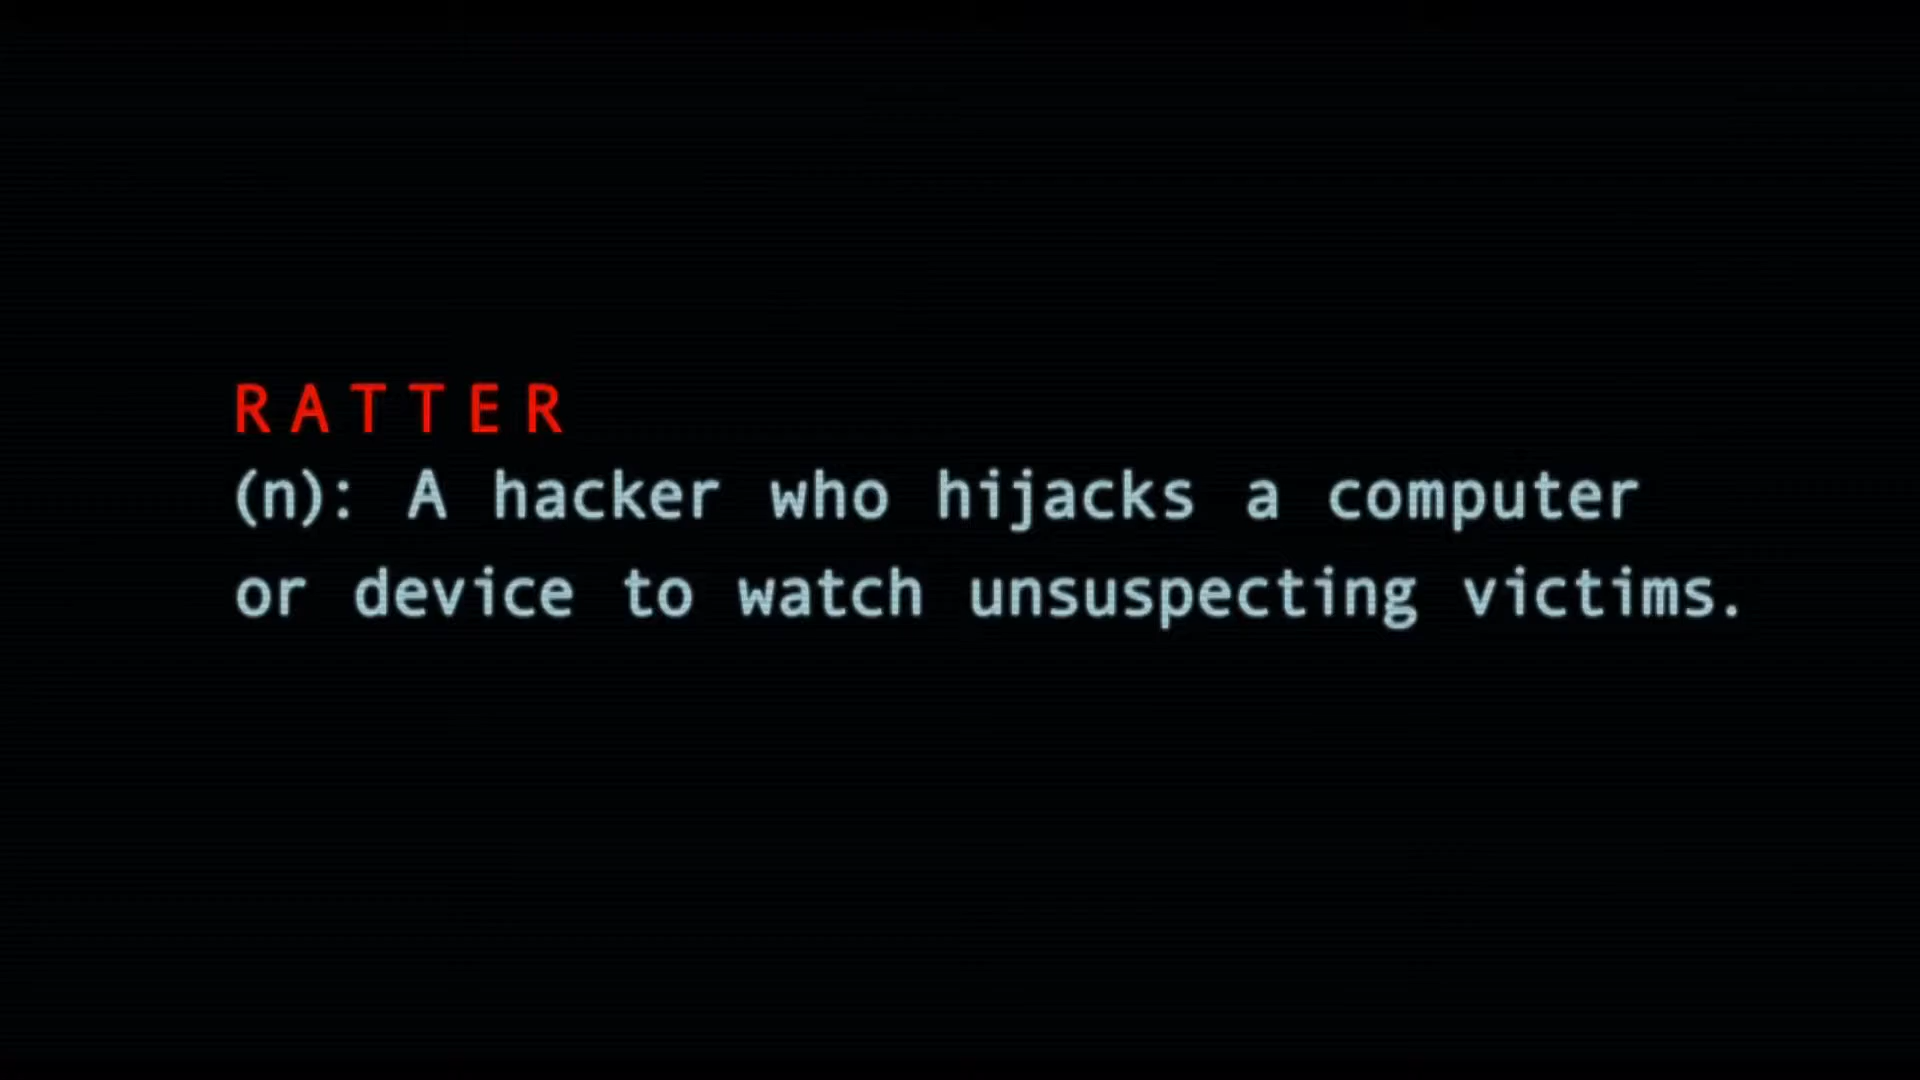 RATTER
(n): A hacker who hijacks a computer
or device to watch unsuspecting victims.